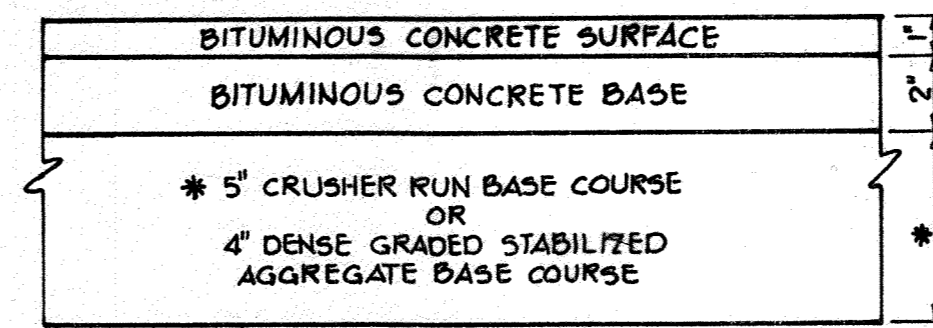 BITUMINOUS CONCRETE SURFACE
1"
BITUMINOUS CONCRETE BASE
2"
* 5" CRUSHER RUN BASE COURSE
OR
4" DENSE GRADED STABILIZED
AGGREGATE BASE COURSE
*